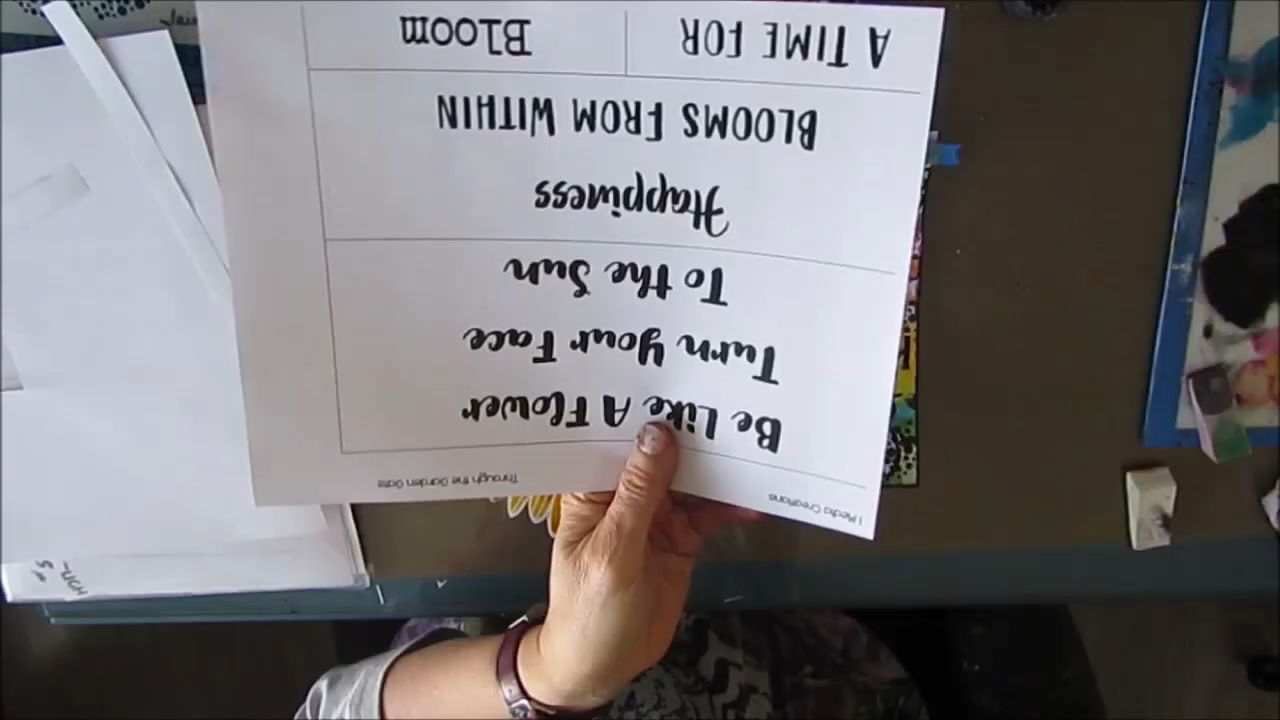 I Media Creations
Through the Garden Gate
Be Like A Flower
Turn Your Face
To the Sun
Happiness
BLOOMS FROM WITHIN
A TIME FOR
Bloom